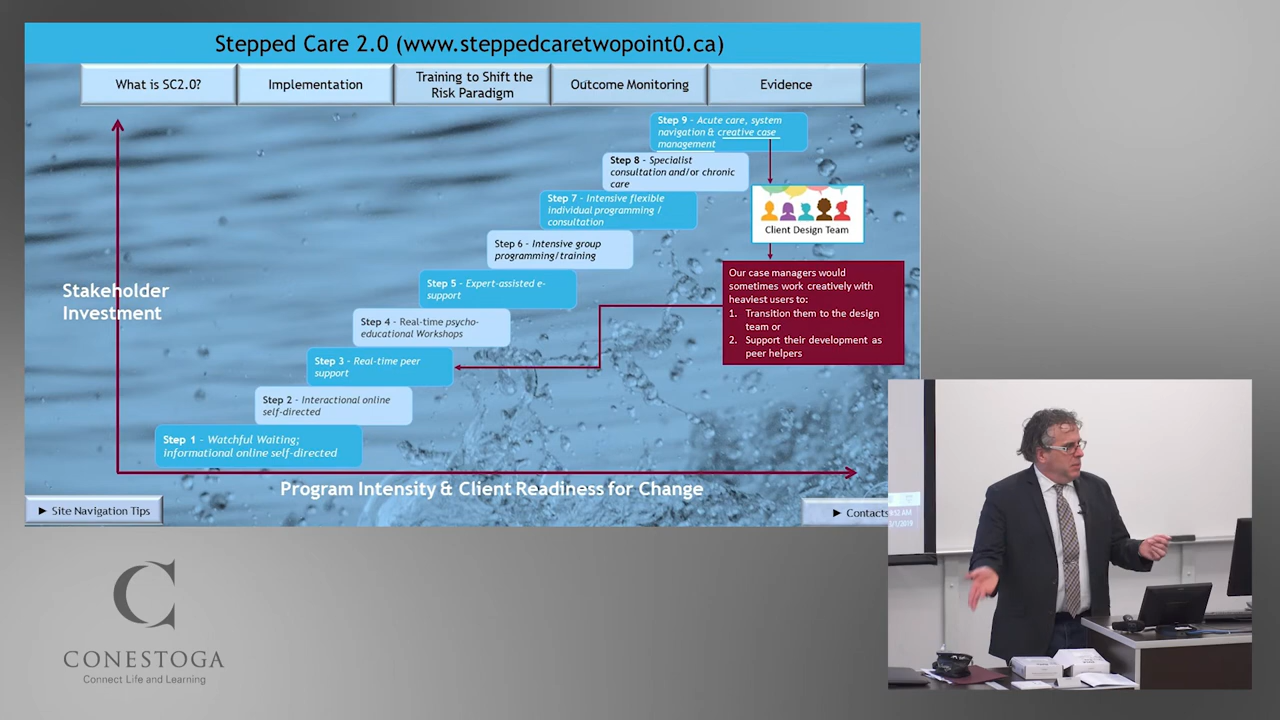 Stepped Care 2.0 (www.steppedcaretwopoint0.ca)
What is SC2.0?
Implementation
Training to Shift the
Risk Paradigm
Outcome Monitoring
Evidence
Step 9 – Acute care, system
navigation & creative case
management
Step 8 – Specialist
consultation and/or chronic
care
Step 7 – Intensive flexible
individual programming /
consultation
Client Design Team
Step 6 – Intensive group
programming/training
Step 5 – Expert-assisted e-
support
Our case managers would
sometimes work creatively with
heaviest users to:
1. Transition them to the design
team or
2. Support their development as
peer helpers
Stakeholder
Investment
Step 4 – Real-time psycho-
educational Workshops
Step 3 – Real-time peer
support
Step 2 – Interactional online
self-directed
Step 1 – Watchful Waiting;
informational online self-directed
Program Intensity & Client Readiness for Change
► Site Navigation Tips
► Contacts
C
CONESTOGA
Connect Life and Learning